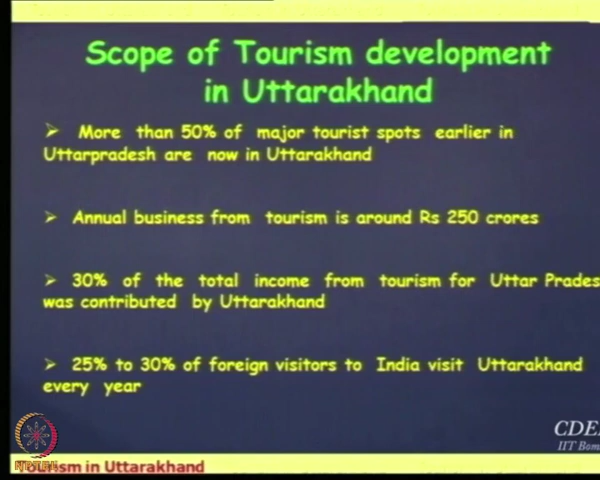 Scope of Tourism development
in Uttarakhand
➢ More than 50% of major tourist spots earlier in
Uttarpradesh are now in Uttarakhand
➢ Annual business from tourism is around Rs 250 crores
➢ 30% of the total income from tourism for Uttar Prades
was contributed by Uttarakhand
➢ 25% to 30% of foreign visitors to India visit Uttarakhand
every year
IIT Bom
Tourism in Uttarakhand